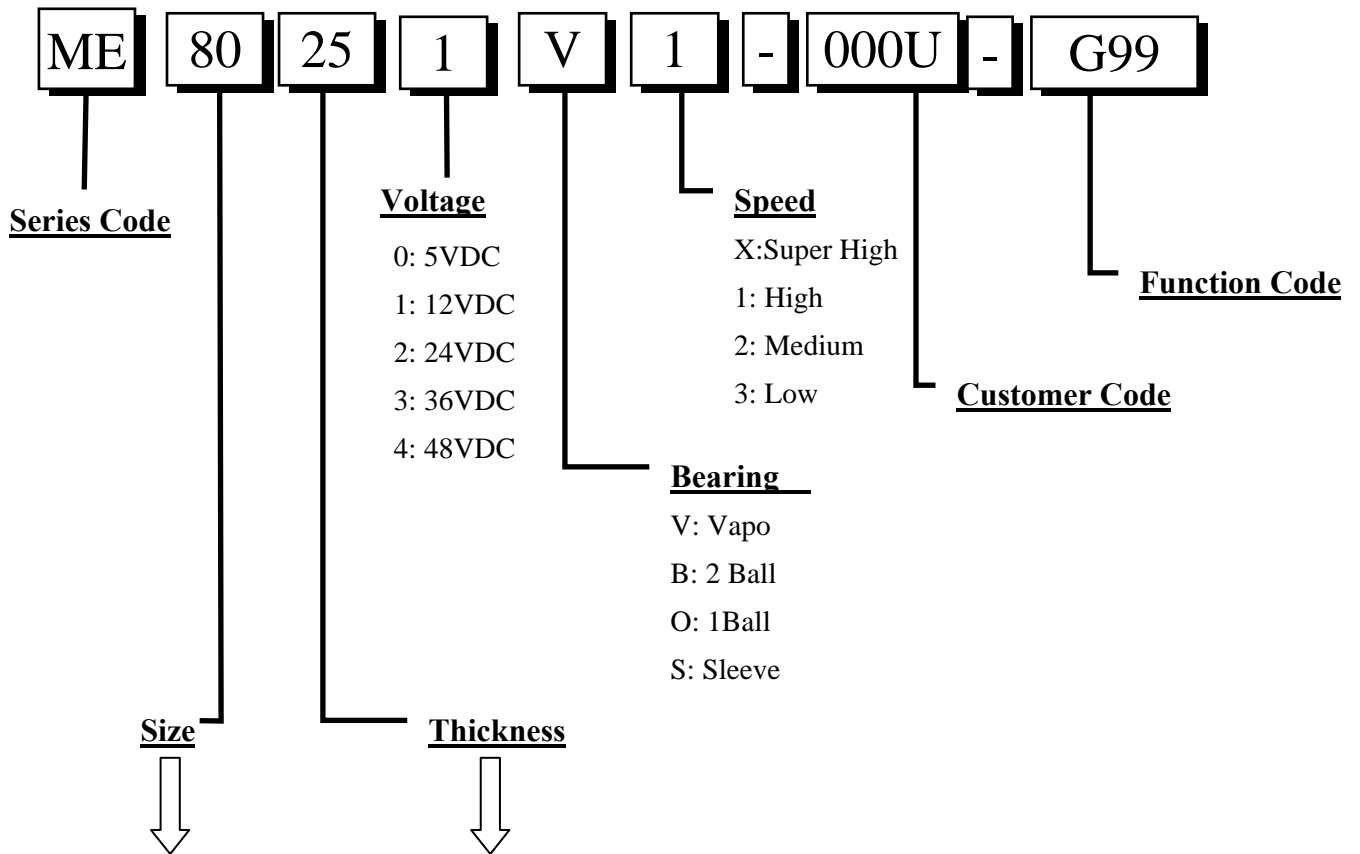 ME 80 25 1 V 1 - 000U - G99
Series Code
Voltage
0: 5VDC
1: 12VDC
2: 24VDC
3: 36VDC
4: 48VDC
Speed
X:Super High
1: High
2: Medium
3: Low
Function Code
Customer Code
Bearing
V: Vapo
B: 2 Ball
O: 1Ball
S: Sleeve
Size
Thickness